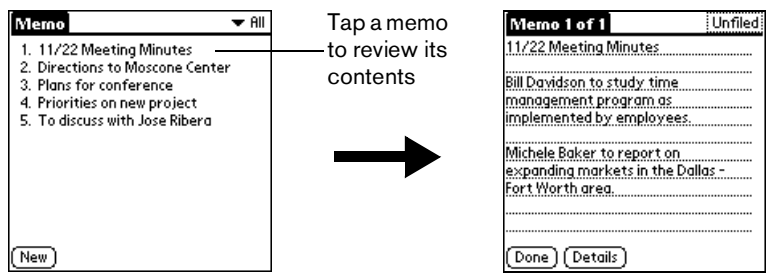 Memo
All
1. 11/22 Meeting Minutes
2. Directions to Moscone Center
3. Plans for conference
4. Priorities on new project
5. To discuss with Jose Ribera
New
Tap a memo
to review its
contents
Memo 1 of 1
Unfiled
11/22 Meeting Minutes
Bill Davidson to study time
management program as
implemented by employees.
Michele Baker to report on
expanding markets in the Dallas -
Fort Worth area.
Done
Details